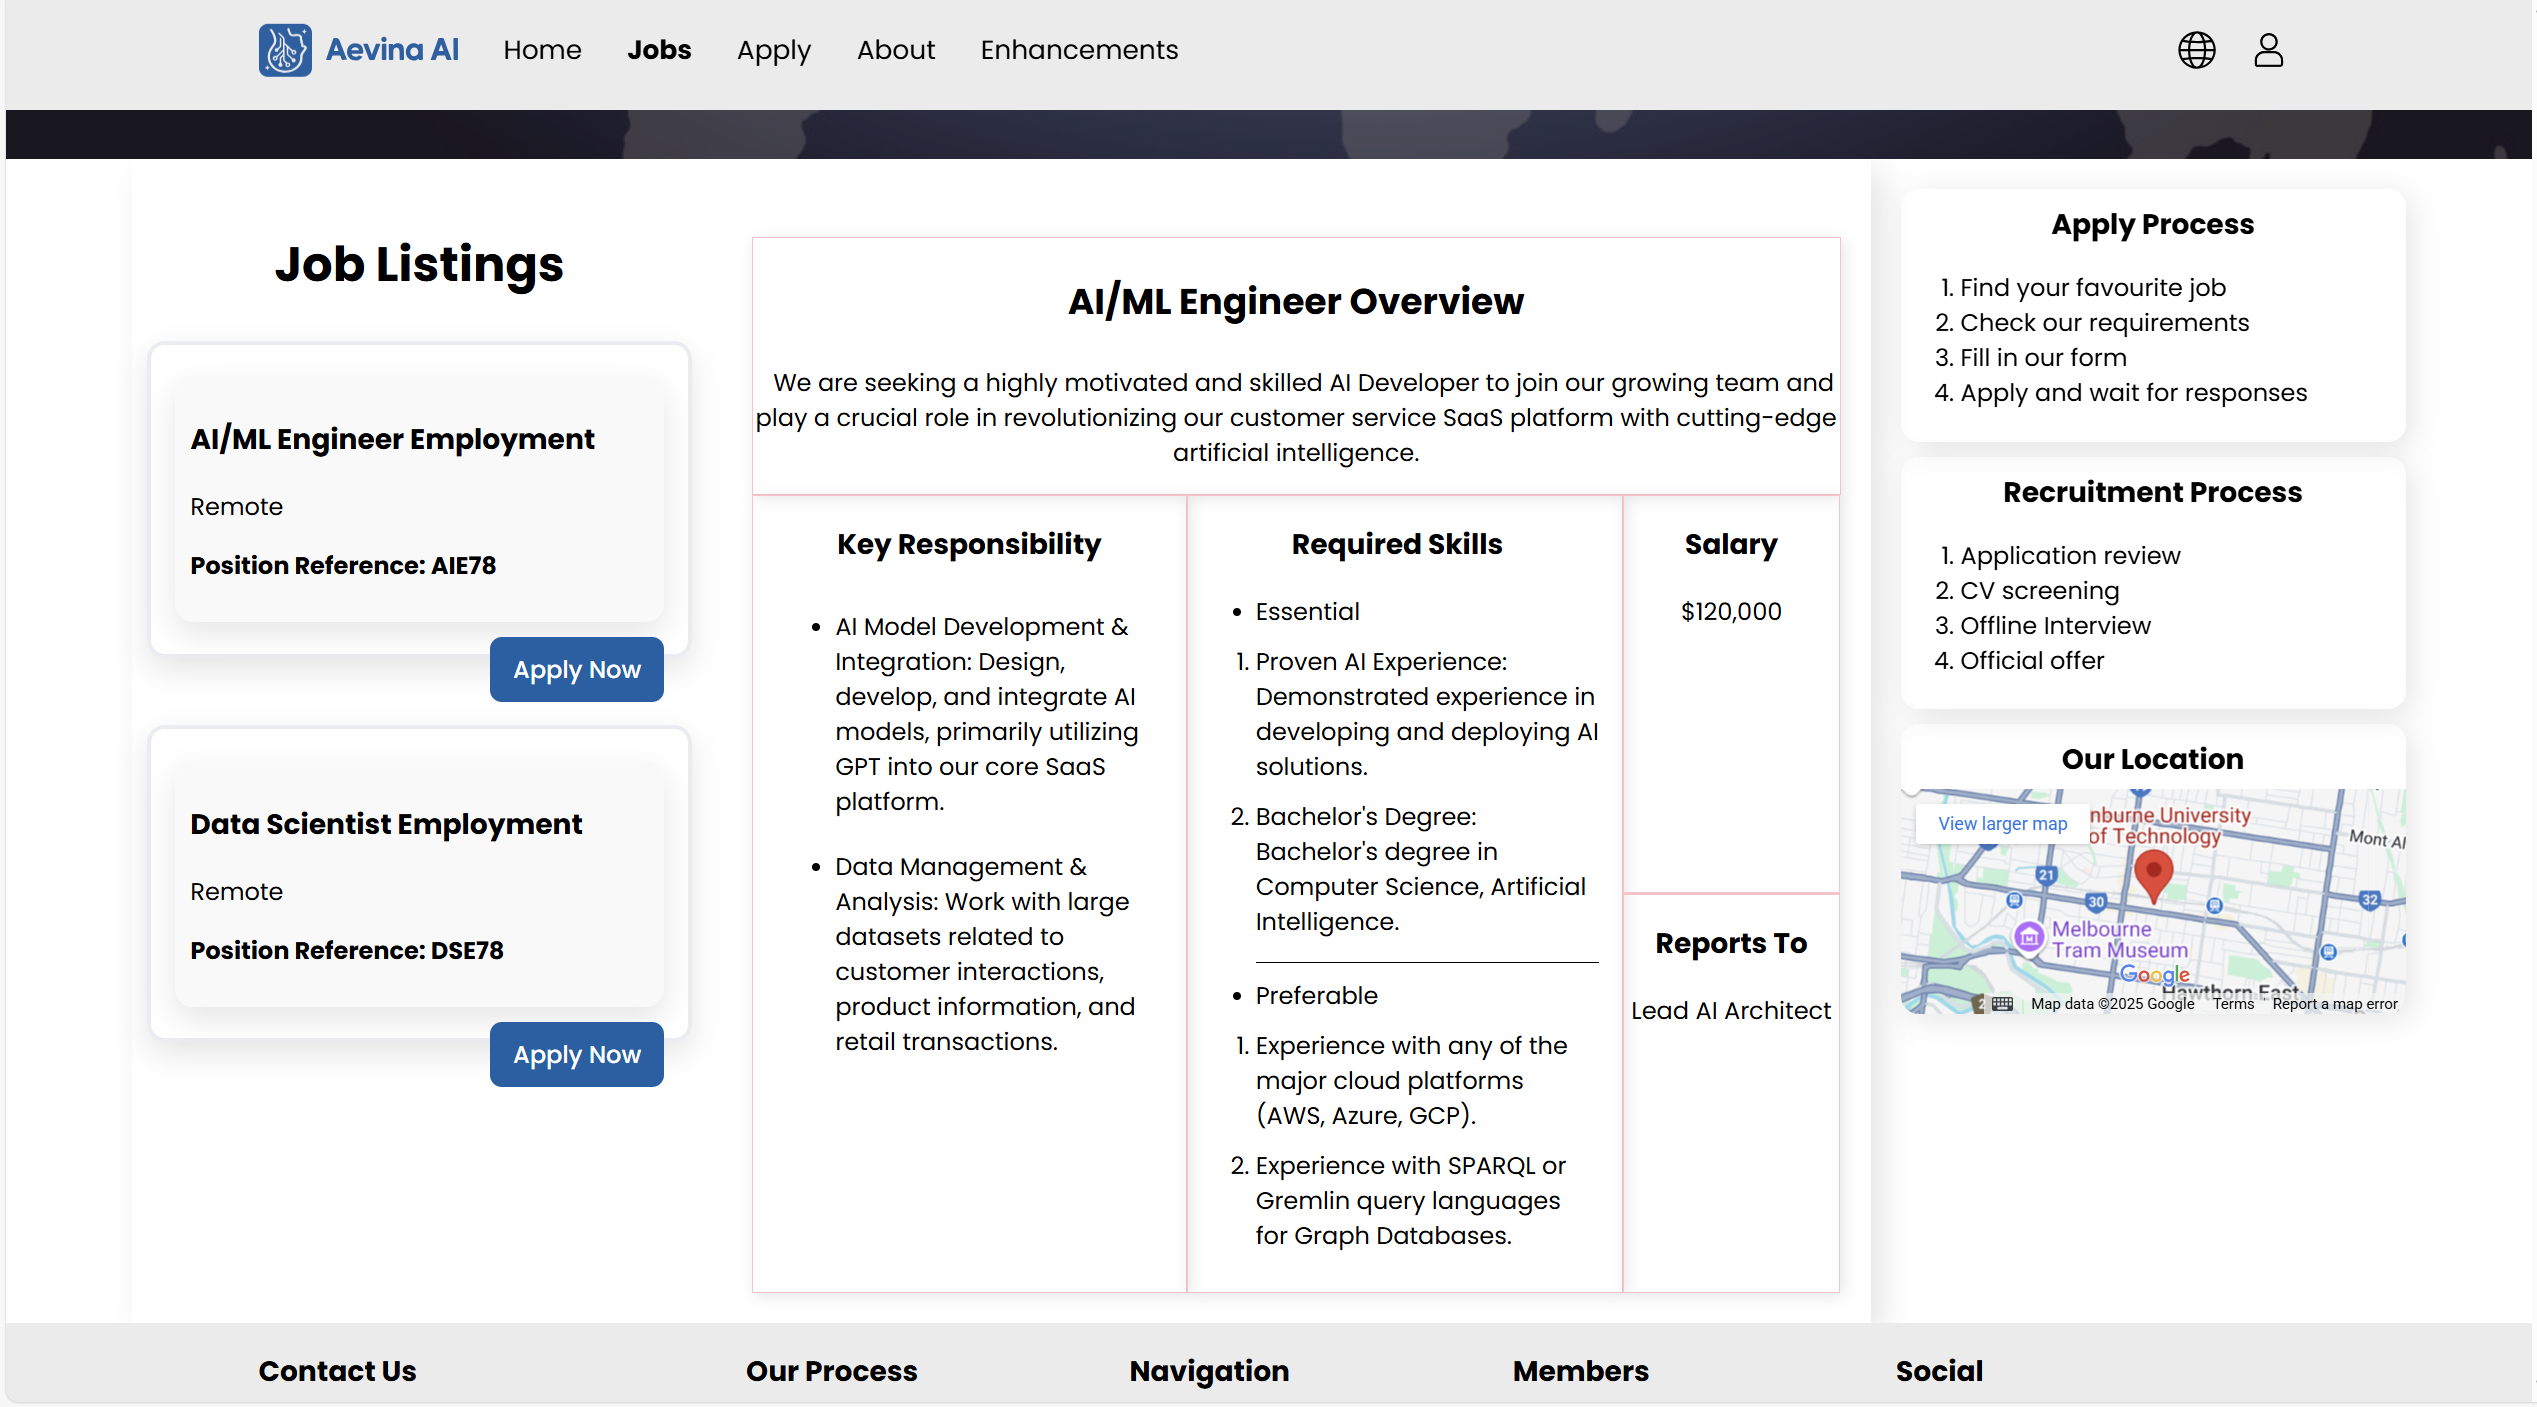 Aevina AI
Home
Jobs
Apply
About
Enhancements
Job Listings
AI/ML Engineer Employment
Remote
Position Reference: AIE78
Apply Now
Data Scientist Employment
Remote
Position Reference: DSE78
Apply Now
AI/ML Engineer Overview
We are seeking a highly motivated and skilled AI Developer to join our growing team and
play a crucial role in revolutionizing our customer service SaaS platform with cutting-edge
artificial intelligence.
Key Responsibility
• AI Model Development &
Integration: Design,
develop, and integrate AI
models, primarily utilizing
GPT into our core SaaS
platform.
• Data Management &
Analysis: Work with large
datasets related to
customer interactions,
product information, and
retail transactions.
Required Skills
• Essential
1. Proven AI Experience:
Demonstrated experience in
developing and deploying AI
solutions.
2. Bachelor's Degree:
Bachelor's degree in
Computer Science, Artificial
Intelligence.
• Preferable
1. Experience with any of the
major cloud platforms
(AWS, Azure, GCP).
2. Experience with SPARQL or
Gremlin query languages
for Graph Databases.
Salary
$120,000
Reports To
Lead AI Architect
Apply Process
1. Find your favourite job
2. Check our requirements
3. Fill in our form
4. Apply and wait for responses
Recruitment Process
1. Application review
2. CV screening
3. Offline Interview
4. Official offer
Our Location
View larger map
nburne University
of Technology
Mont Al
21
30
32
Melbourne
Tram Museum
Google
Hawthorn East
2
Map data ©2025 Google
Terms
Report a map error
Contact Us
Our Process
Navigation
Members
Social